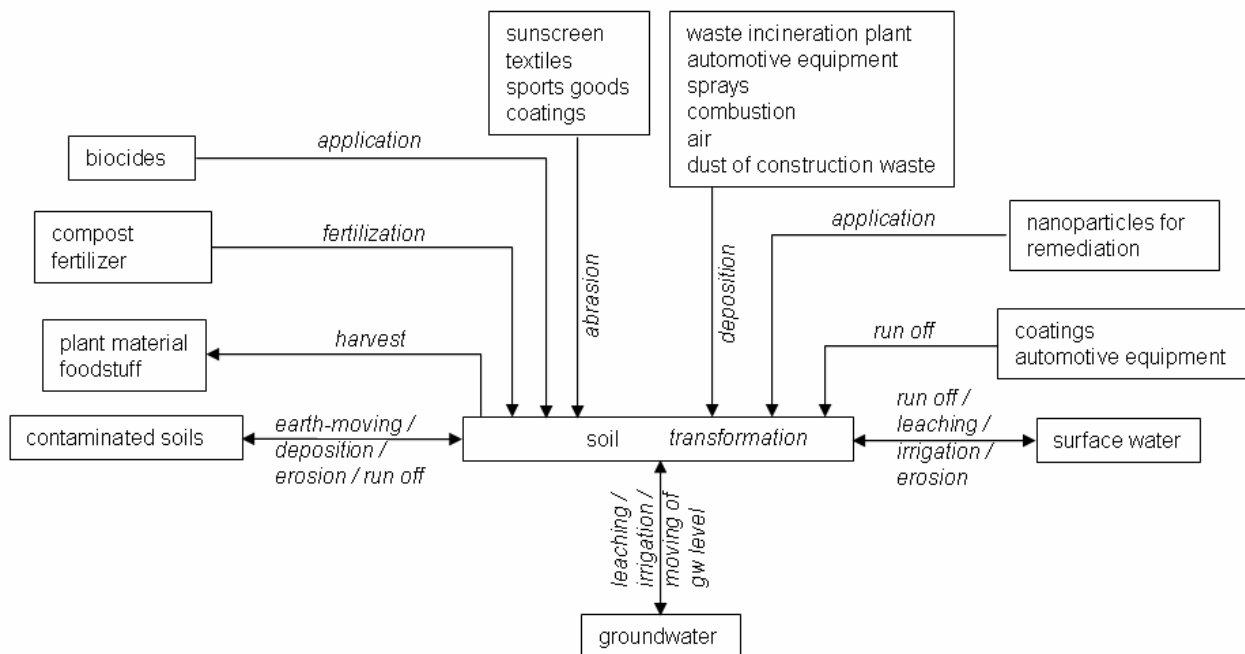 sunscreen
textiles
sports goods
coatings
waste incineration plant
automotive equipment
sprays
combustion
air
dust of construction waste
biocides
application
compost
fertilizer
fertilization
abrasion
deposition
application
nanoparticles for
remediation
plant material
foodstuff
harvest
run off
coatings
automotive equipment
contaminated soils
earth-moving /
deposition /
erosion / run off
soil transformation
run off /
leaching /
irrigation /
erosion
surface water
leaching /
irrigation /
moving of
gw level
groundwater